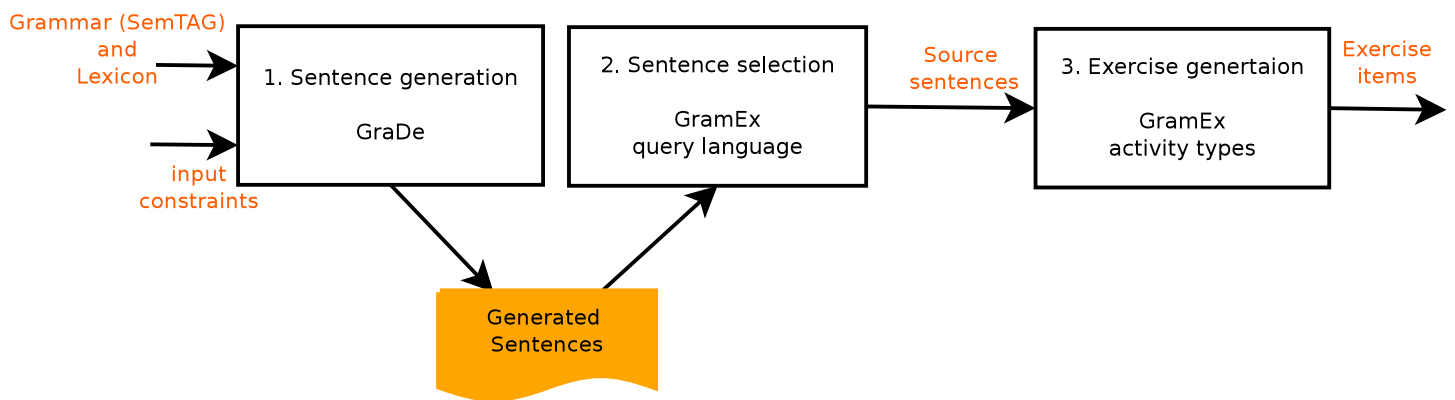 Grammar (SemTAG)
and
Lexicon
input
constraints
1. Sentence generation
GraDe
Generated
Sentences
2. Sentence selection
GramEx
query language
Source
sentences
3. Exercise genertaion
GramEx
activity types
Exercise
items